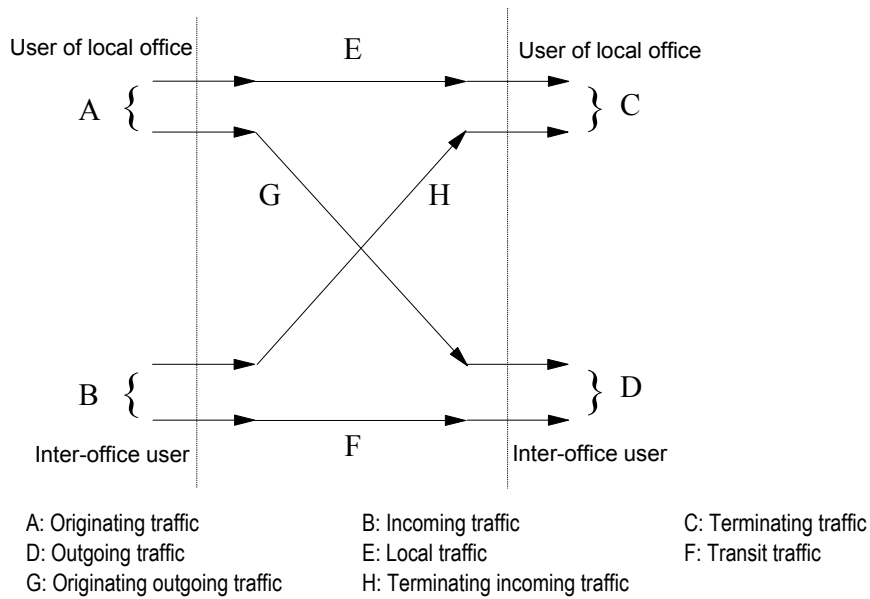 User of local office E User of local office
A { } C
G H
B { } D
F
Inter-office user Inter-office user
A: Originating traffic B: Incoming traffic C: Terminating traffic
D: Outgoing traffic E: Local traffic F: Transit traffic
G: Originating outgoing traffic H: Terminating incoming traffic